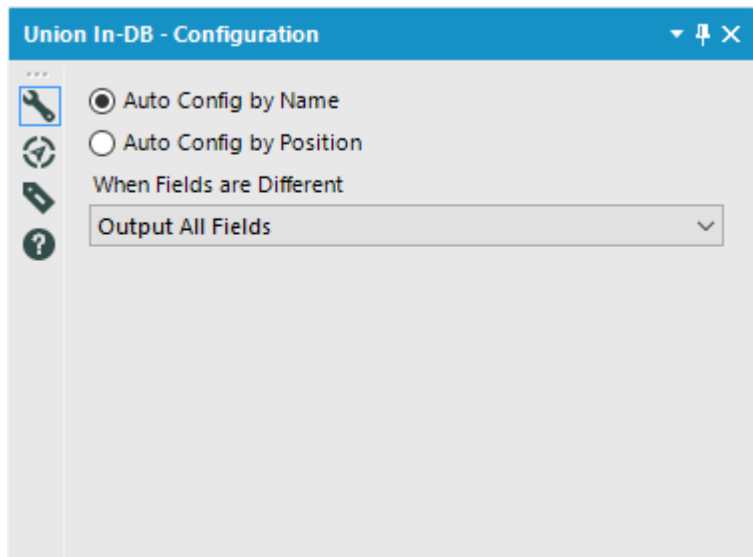 Union In-DB - Configuration
Auto Config by Name
Auto Config by Position
When Fields are Different
Output All Fields